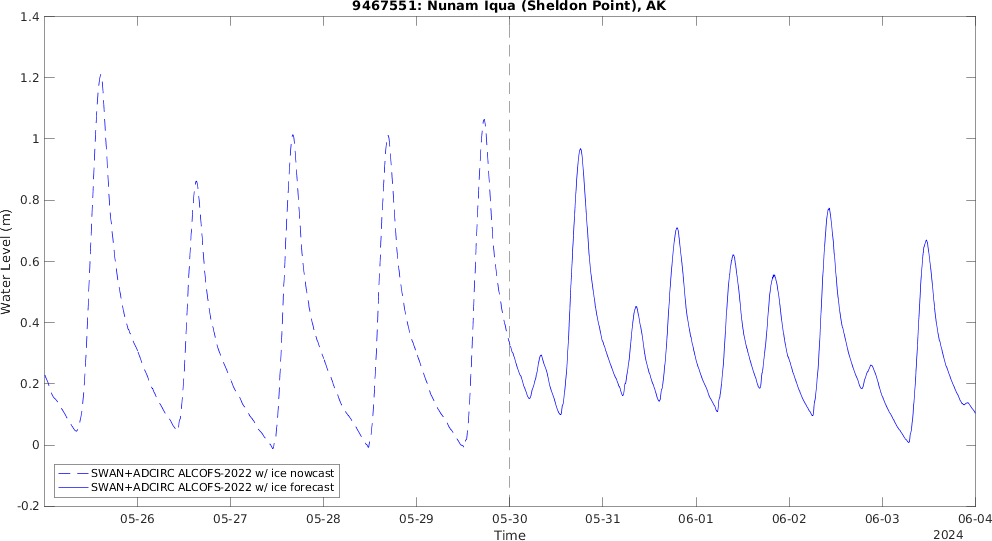 9467551: Nunam Iqua (Sheldon Point), AK
1.4
1.2
1
0.8
0.6
0.4
0.2
0
-0.2
Water Level (m)
SWAN+ADCIRC ALCOFS-2022 w/ ice nowcast
SWAN+ADCIRC ALCOFS-2022 w/ ice forecast
05-26 05-27 05-28 05-29 05-30 05-31 06-01 06-02 06-03 06-04
Time
2024